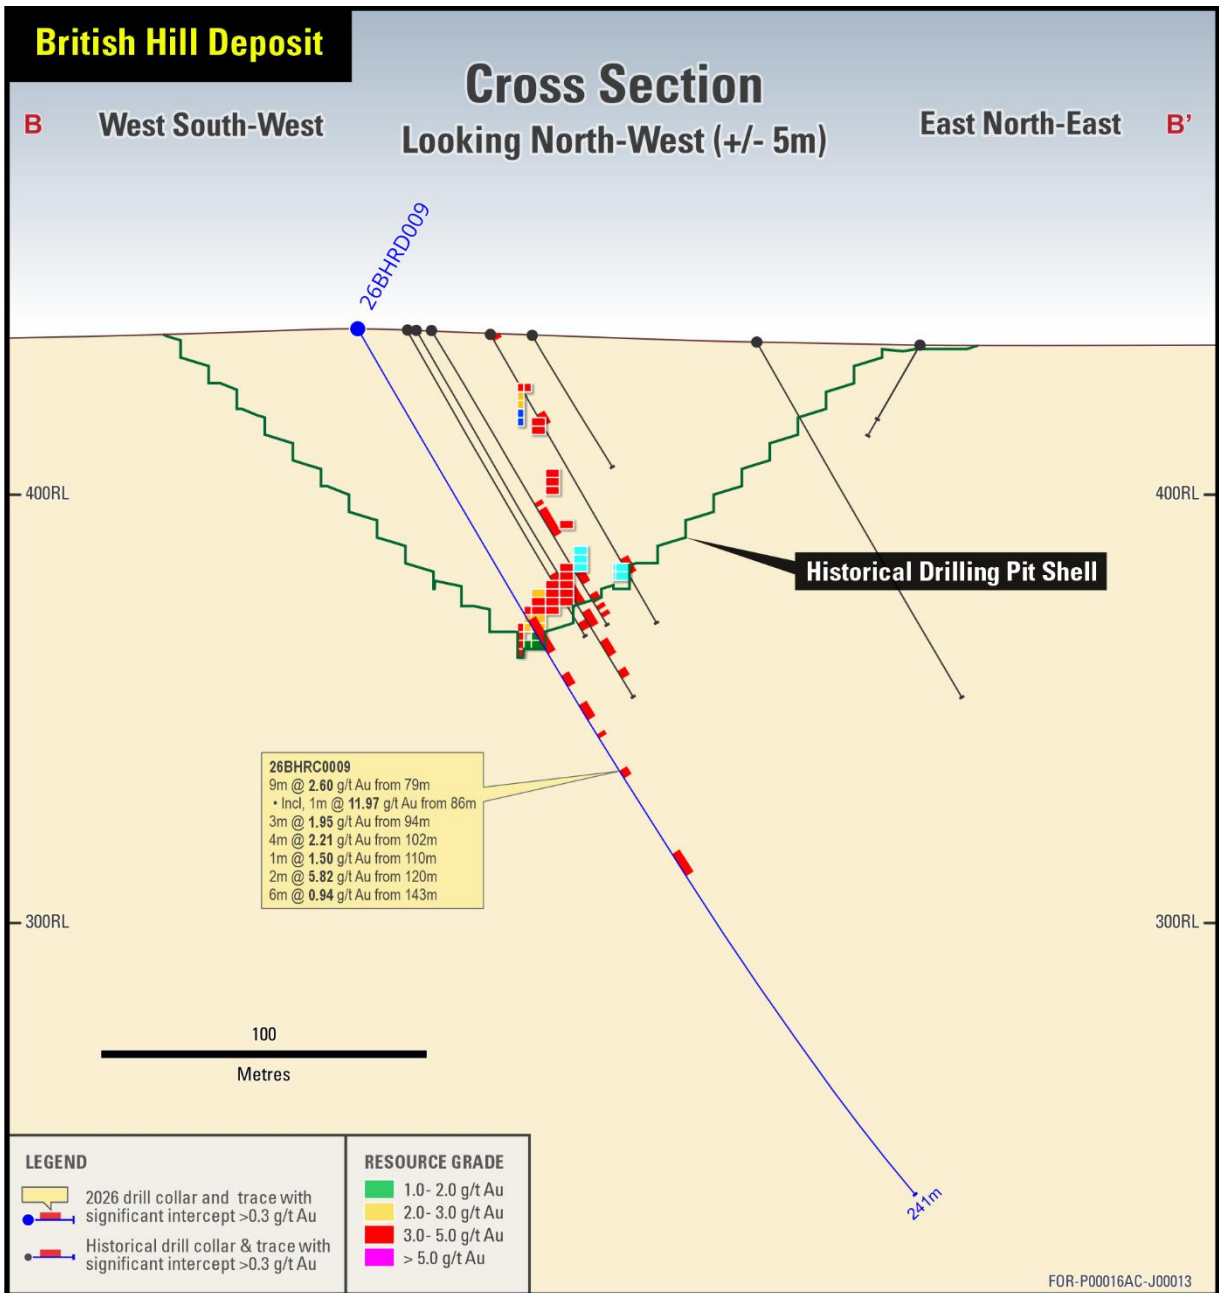 British Hill Deposit
Cross Section
Looking North-West (+/- 5m)
B
West South-West
East North-East
B’
26BHRD009
400RL
400RL
Historical Drilling Pit Shell
26BHRC0009
9m @ 2.60 g/t Au from 79m
• Incl, 1m @ 11.97 g/t Au from 86m
3m @ 1.95 g/t Au from 94m
4m @ 2.21 g/t Au from 102m
1m @ 1.50 g/t Au from 110m
2m @ 5.82 g/t Au from 120m
6m @ 0.94 g/t Au from 143m
300RL
300RL
100
Metres
241m
LEGEND
2026 drill collar and trace with
significant intercept >0.3 g/t Au
Historical drill collar & trace with
significant intercept >0.3 g/t Au
RESOURCE GRADE
1.0- 2.0 g/t Au
2.0- 3.0 g/t Au
3.0- 5.0 g/t Au
> 5.0 g/t Au
FOR-P00016AC-J00013